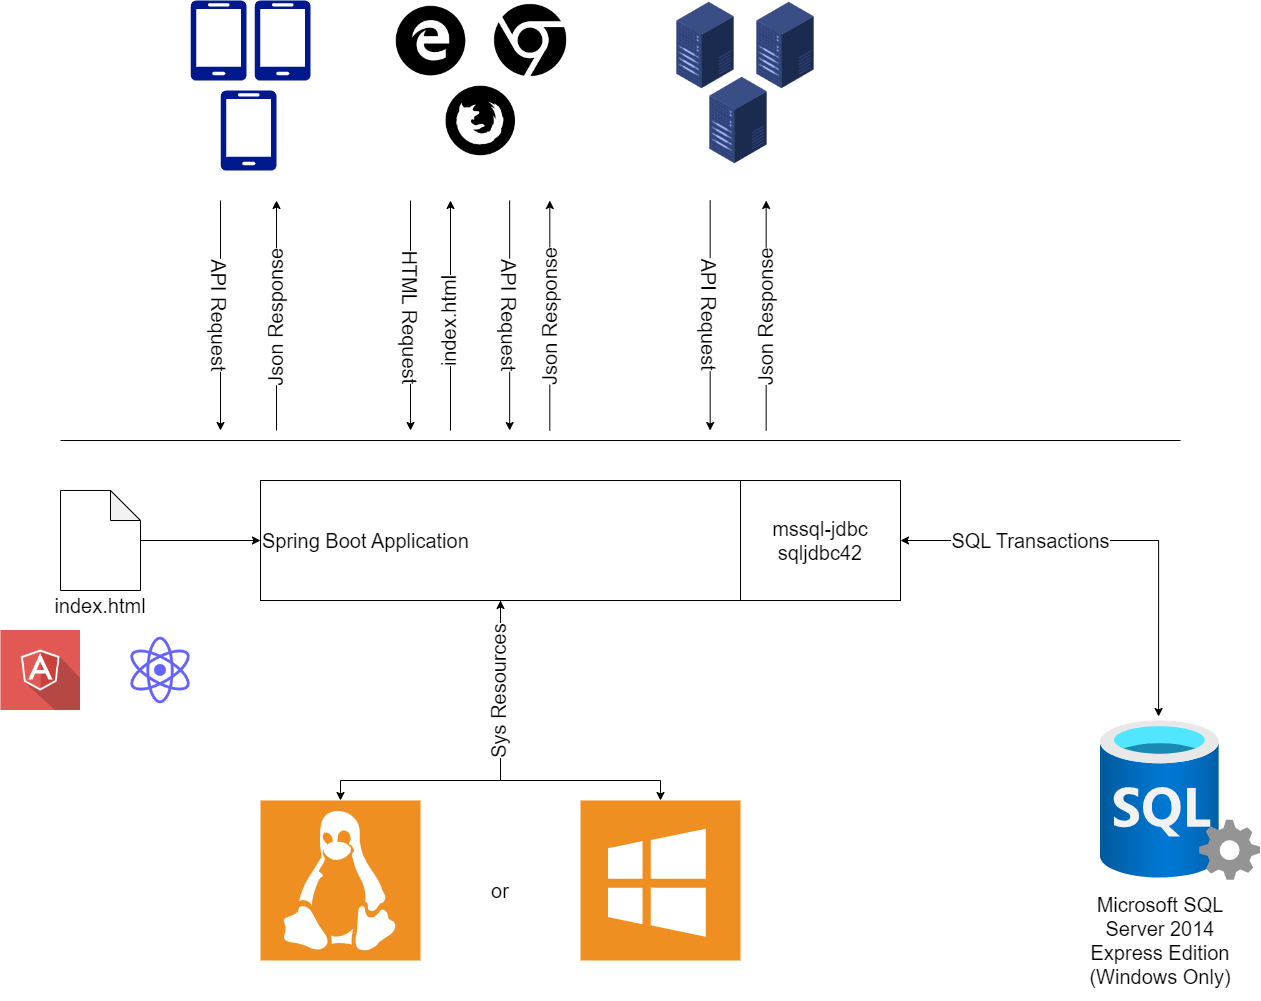 API Request
Json Response
HTML Request
index.html
API Request
Json Response
API Request
Json Response
index.html
Spring Boot Application
mssql-jdbc
sqljdbc42
SQL Transactions
A
Sys Resources
or
SQL
Microsoft SQL
Server 2014
Express Edition
(Windows Only)